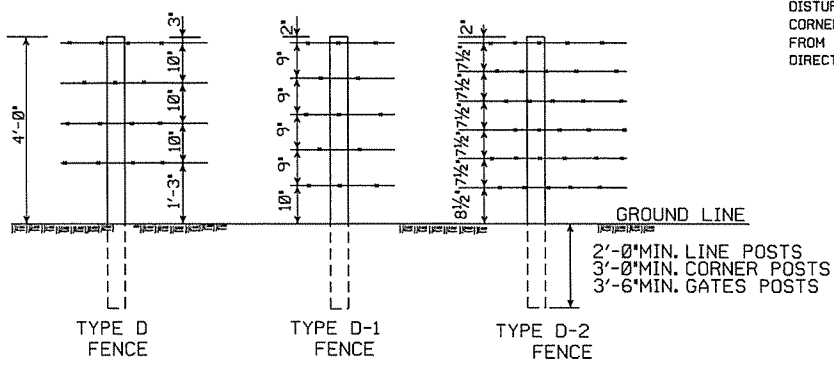 DISTUR
CORNER
FROM
DIRECT
4'-0"
3"
10"
10"
10"
1'-3"
2"
9"
9"
9"
9"
10"
2"
7½"
7½"
7½"
7½"
7½"
8½"
GROUND LINE
2'-0"MIN. LINE POSTS
3'-0"MIN. CORNER POSTS
3'-6"MIN. GATES POSTS
TYPE D
FENCE
TYPE D-1
FENCE
TYPE D-2
FENCE